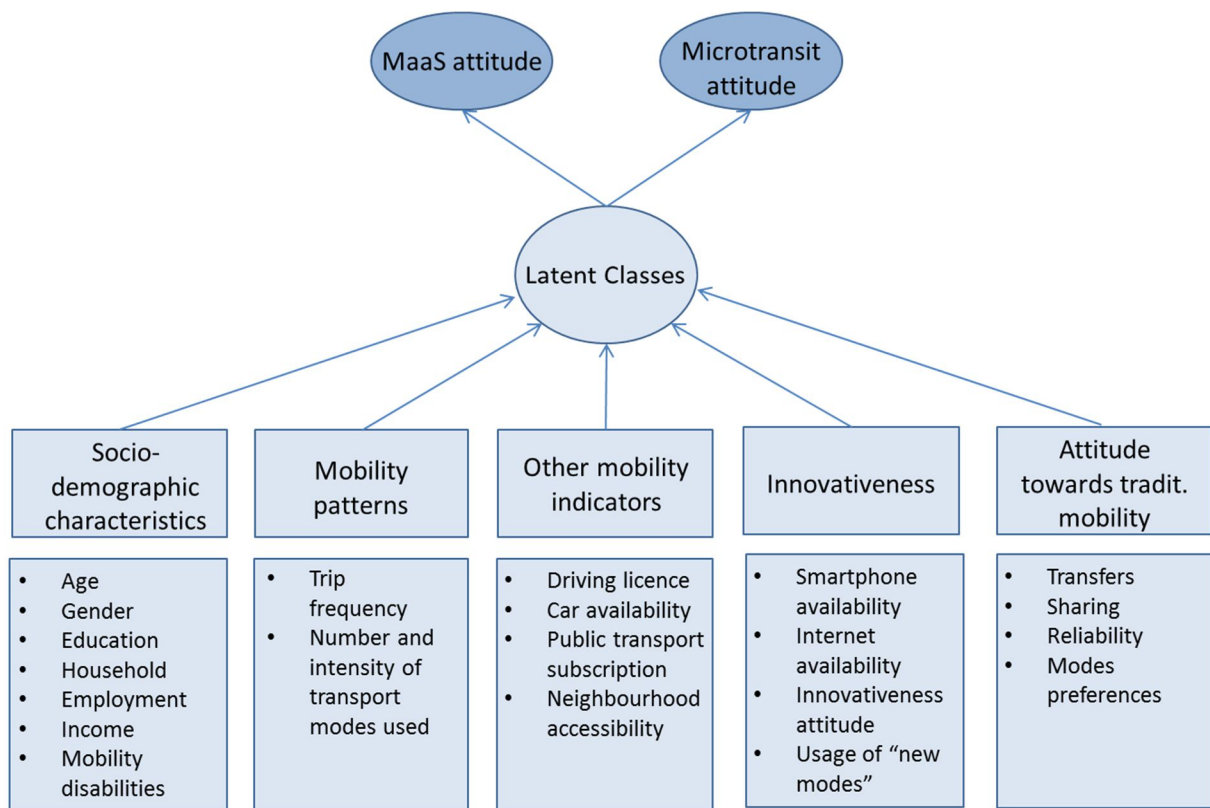 MaaS attitude
Microtransit
attitude
Latent Classes
Socio-
demographic
characteristics
Mobility
patterns
Other mobility
indicators
Innovativeness
Attitude
towards tradit.
mobility
• Age
• Gender
• Education
• Household
• Employment
• Income
• Mobility
disabilities
• Trip
frequency
• Number and
intensity of
transport
modes used
• Driving licence
• Car availability
• Public transport
subscription
• Neighbourhood
accessibility
• Smartphone
availability
• Internet
availability
• Innovativeness
attitude
• Usage of “new
modes”
• Transfers
• Sharing
• Reliability
• Modes
preferences